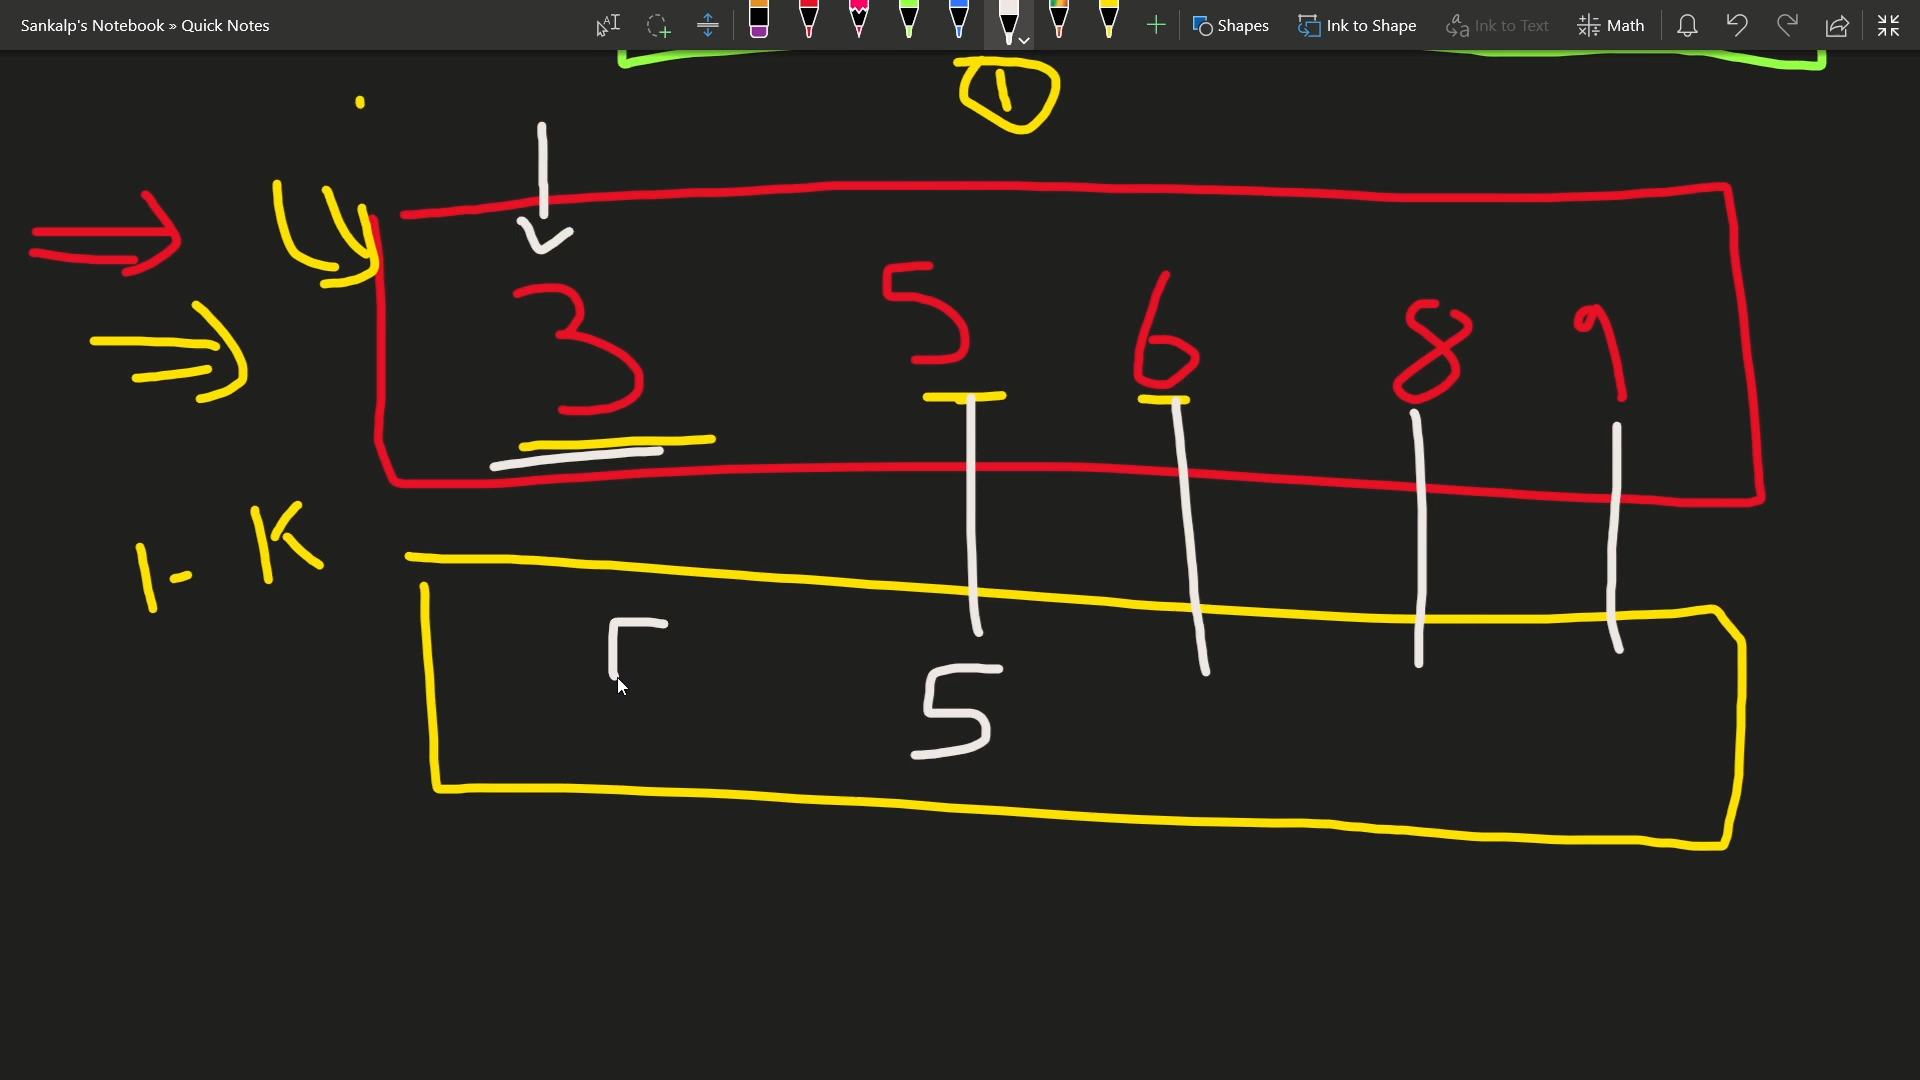 Sankalp's Notebook » Quick Notes
Shapes
Ink to Shape
Ink to Text
Math
1
3 5 6 8 9
1 - K
5